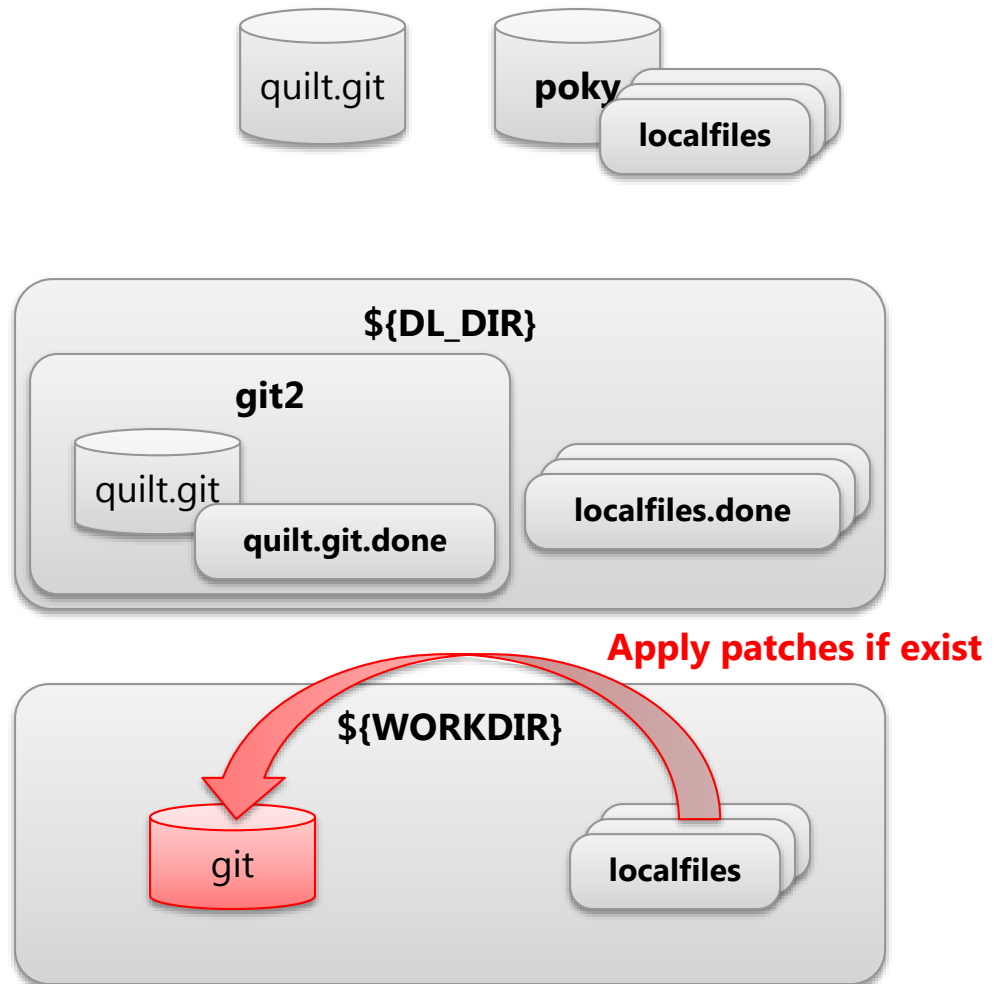 quilt.git
poky
localfiles
${DL_DIR}
git2
quilt.git
quilt.git.done
localfiles.done
Apply patches if exist
${WORKDIR}
git
localfiles